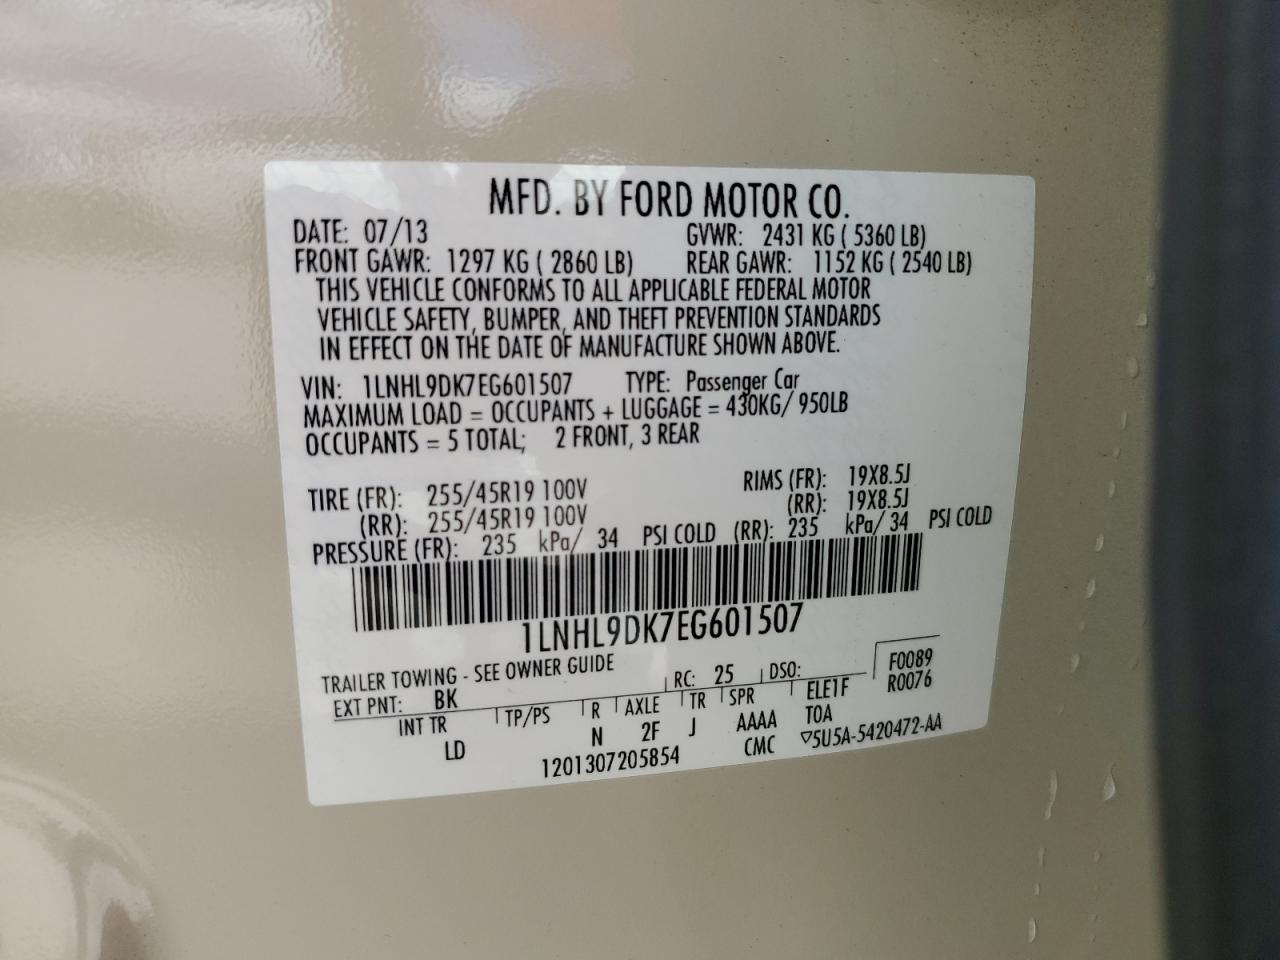 MFD. BY FORD MOTOR CO.
DATE: 07/13 GVWR: 2431 KG ( 5360 LB)
FRONT GAWR: 1297 KG ( 2860 LB) REAR GAWR: 1152 KG ( 2540 LB)
THIS VEHICLE CONFORMS TO ALL APPLICABLE FEDERAL MOTOR
VEHICLE SAFETY, BUMPER, AND THEFT PREVENTION STANDARDS
IN EFFECT ON THE DATE OF MANUFACTURE SHOWN ABOVE.
VIN: 1LNHL9DK7EG601507 TYPE: Passenger Car
MAXIMUM LOAD = OCCUPANTS + LUGGAGE = 430KG/ 950LB
OCCUPANTS = 5 TOTAL; 2 FRONT, 3 REAR
TIRE (FR): 255/45R19 100V RIMS (FR): 19X8.5J
(RR): 255/45R19 100V (RR): 19X8.5J
PRESSURE (FR): 235 kPa/ 34 PSI COLD (RR): 235 kPa/ 34 PSI COLD
1LNHL9DK7EG601507
TRAILER TOWING - SEE OWNER GUIDE
EXT PNT: BK RC: 25 DSO: F0089
R0076
INT TR TP/PS R AXLE TR SPR ELE1F
LD N 2F J AAAA T0A
1201307205854 CMC ▽5U5A-5420472-AA